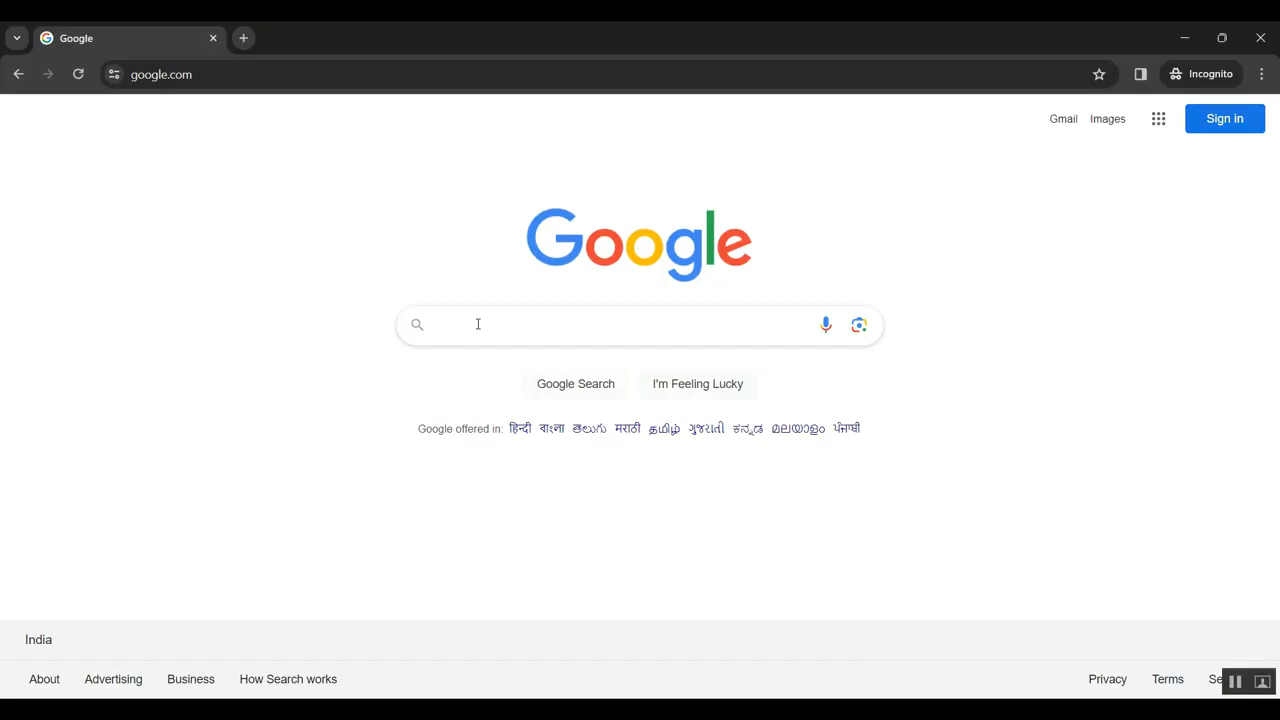 Google
google.com
Incognito
Gmail Images Sign in
Google
Google Search I'm Feeling Lucky
Google offered in: हिन्दी বাংলা తెలుగు मराठी தமிழ் ગુજરાતી ಕನ್ನಡ മലയാളം ਪੰਜਾਬੀ
India
About Advertising Business How Search works Privacy Terms Se